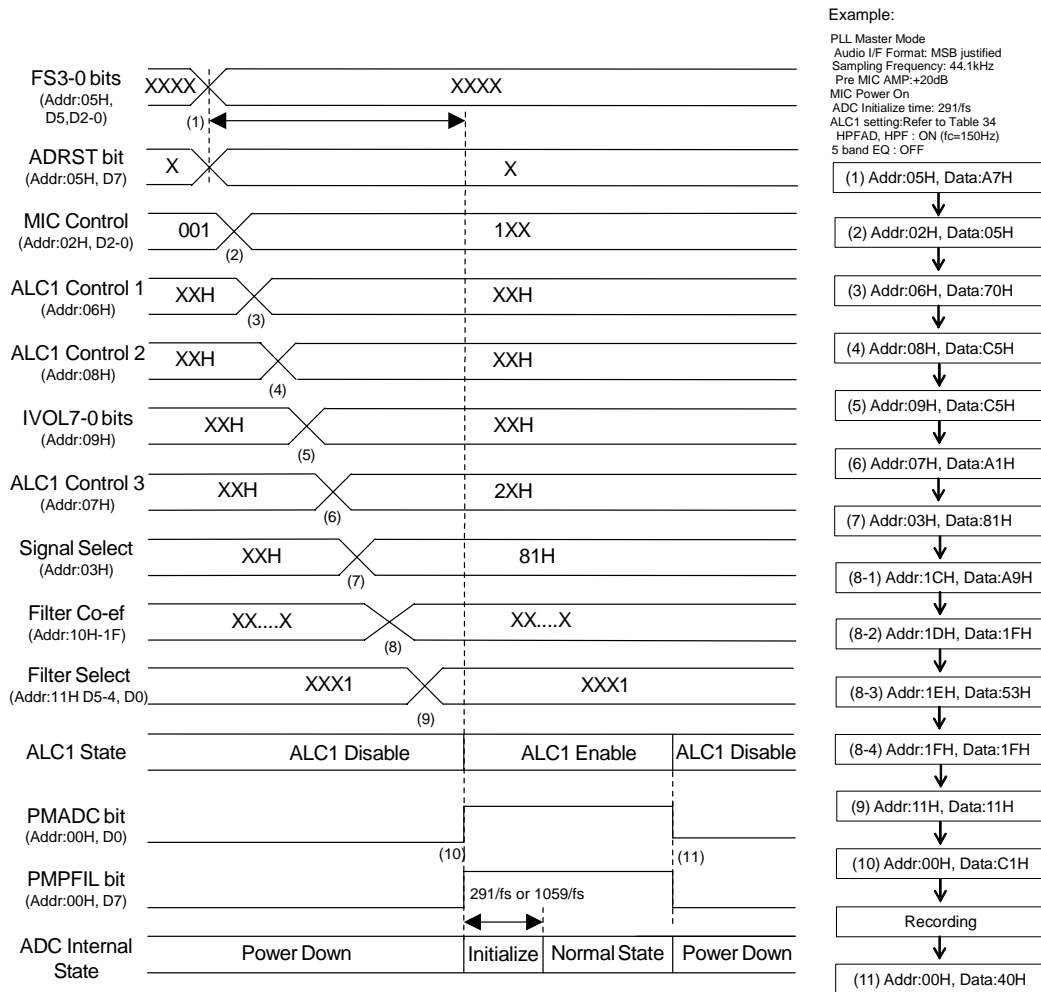 Example:
PLL Master Mode
Audio I/F Format: MSB justified
Sampling Frequency: 44.1kHz
Pre MIC AMP:+20dB
MIC Power On
ADC Initialize time: 291/fs
ALC1 setting:Refer to Table 34
HPFAD, HPF : ON (fc=150Hz)
5 band EQ : OFF
FS3-0 bits
(Addr:05H,
D5,D2-0)
XXXX
XXXX
(1)
ADRST bit
(Addr:05H, D7)
X
X
MIC Control
(Addr:02H, D2-0)
001
1XX
(2)
ALC1 Control 1
(Addr:06H)
XXH
XXH
(3)
ALC1 Control 2
(Addr:08H)
XXH
XXH
(4)
IVOL7-0 bits
(Addr:09H)
XXH
XXH
(5)
ALC1 Control 3
(Addr:07H)
XXH
2XH
(6)
Signal Select
(Addr:03H)
XXH
81H
(7)
Filter Co-ef
(Addr:10H-1F)
XX....X
XX....X
(8)
Filter Select
(Addr:11H D5-4, D0)
XXX1
XXX1
(9)
ALC1 State
ALC1 Disable
ALC1 Enable
ALC1 Disable
PMADC bit
(Addr:00H, D0)
(10)
(11)
PMPFIL bit
(Addr:00H, D7)
291/fs or 1059/fs
ADC Internal
State
Power Down
Initialize
Normal State
Power Down
(1) Addr:05H, Data:A7H
(2) Addr:02H, Data:05H
(3) Addr:06H, Data:70H
(4) Addr:08H, Data:C5H
(5) Addr:09H, Data:C5H
(6) Addr:07H, Data:A1H
(7) Addr:03H, Data:81H
(8-1) Addr:1CH, Data:A9H
(8-2) Addr:1DH, Data:1FH
(8-3) Addr:1EH, Data:53H
(8-4) Addr:1FH, Data:1FH
(9) Addr:11H, Data:11H
(10) Addr:00H, Data:C1H
Recording
(11) Addr:00H, Data:40H